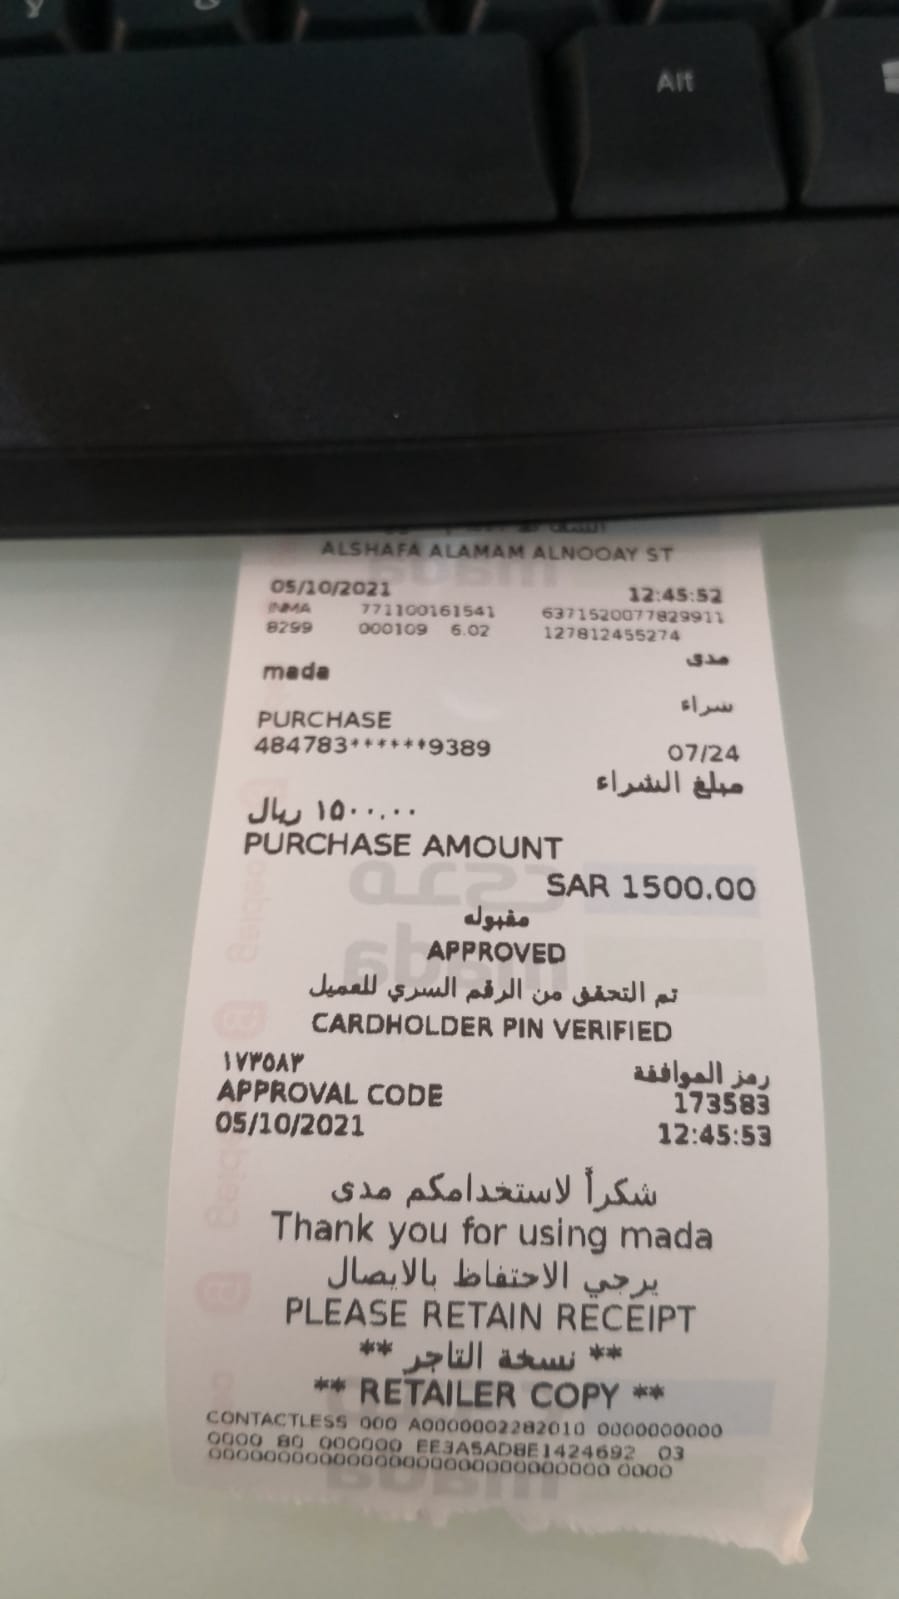 Alt
ALSHAFA ALAMAM ALNOOAY ST
05/10/2021 12:45:52
INMA 771100161541 6371520077829911
8299 000109 6.02 127812455274
mada مدى
شراء
PURCHASE
484783******9389 07/24
مبلغ الشراء
١٥٠٠.٠٠ ريال
PURCHASE AMOUNT
SAR 1500.00
مقبوله
APPROVED
تم التحقق من الرقم السري للعميل
CARDHOLDER PIN VERIFIED
١٧٣٥٨٣ رمز الموافقة
APPROVAL CODE 173583
05/10/2021 12:45:53
شكراً لاستخدامكم مدى
Thank you for using mada
يرجي الاحتفاظ بالايصال
PLEASE RETAIN RECEIPT
** نسخة التاجر **
** RETAILER COPY **
CONTACTLESS 000 A0000002282010 0000000000
0000 80 000000 EE3A5AD8E1424692 03